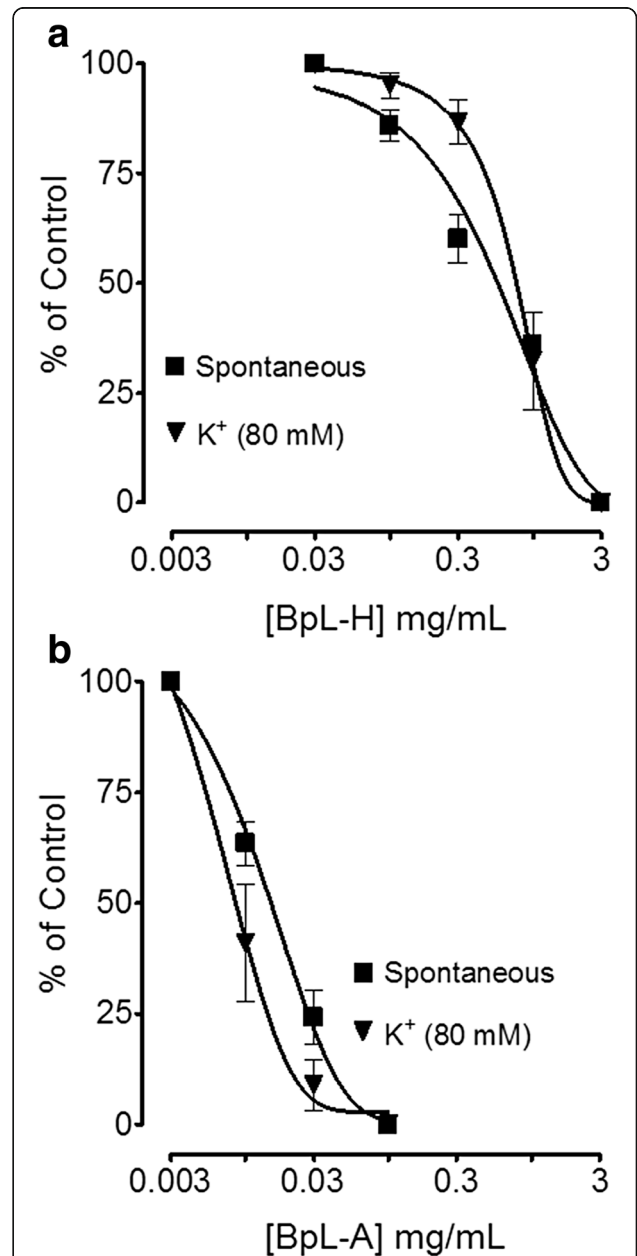 a
100
75
50
25
0
% of Control
Spontaneous
K+ (80 mM)
0.003 0.03 0.3 3
[BpL-H] mg/mL
b
100
75
50
25
0
% of Control
Spontaneous
K+ (80 mM)
0.003 0.03 0.3 3
[BpL-A] mg/mL